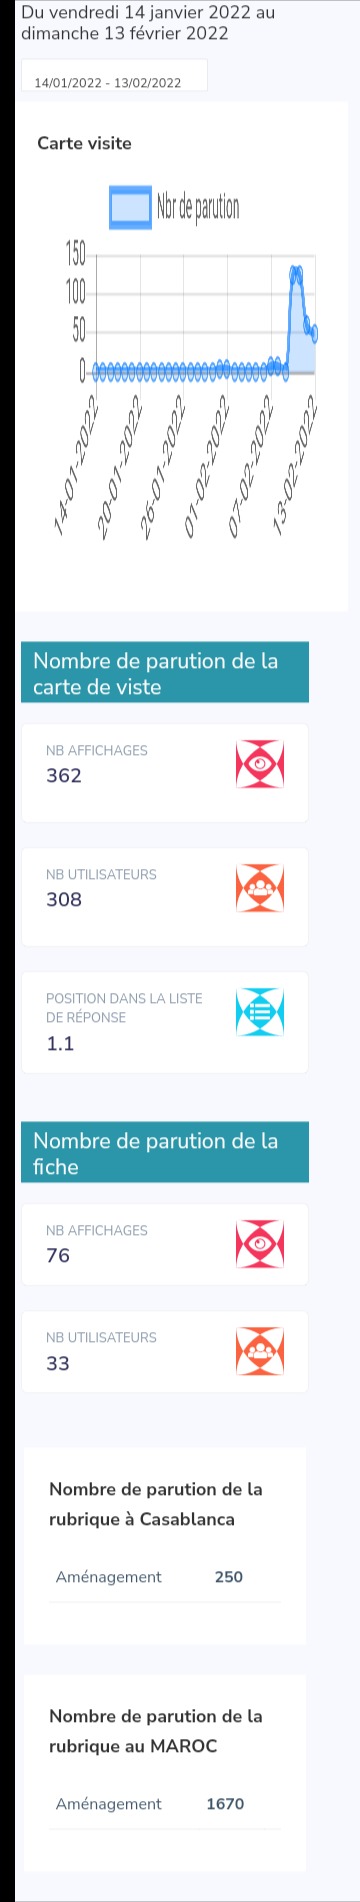 Du vendredi 14 janvier 2022 au
dimanche 13 février 2022
14/01/2022 - 13/02/2022
Carte visite
Nbr de parution
150
100
50
0
14-01-2022
20-01-2022
26-01-2022
01-02-2022
07-02-2022
13-02-2022
Nombre de parution de la
carte de viste
NB AFFICHAGES
362
NB UTILISATEURS
308
POSITION DANS LA LISTE
DE RÉPONSE
1.1
Nombre de parution de la
fiche
NB AFFICHAGES
76
NB UTILISATEURS
33
Nombre de parution de la
rubrique à Casablanca
Aménagement 250
Nombre de parution de la
rubrique au MAROC
Aménagement 1670